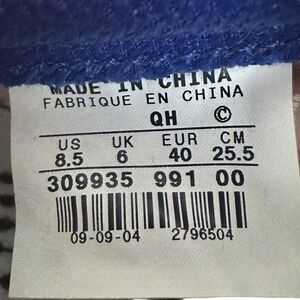 MADE IN CHINA
FABRIQUE EN CHINA
QH ©
US UK EUR CM
8.5 6 40 25.5
309935 991 00
09-09-04 2796504